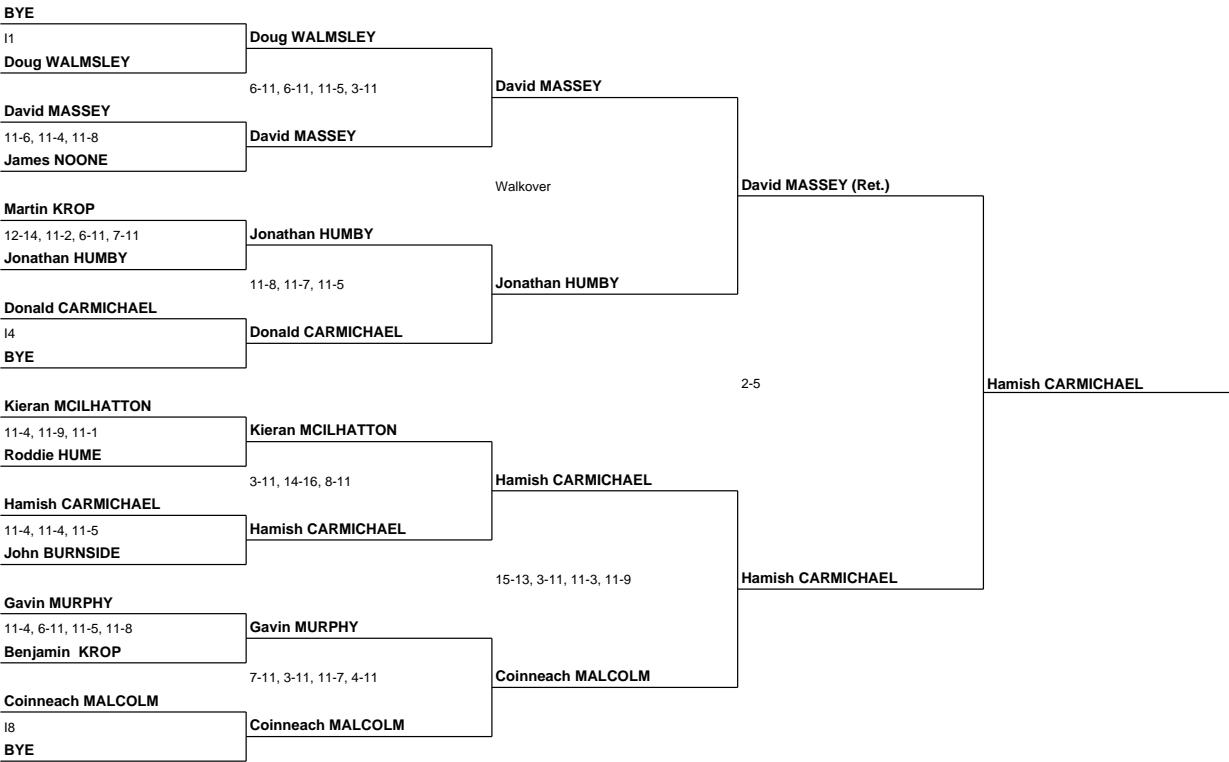 BYE
I1
Doug WALMSLEY
David MASSEY
11-6, 11-4, 11-8
James NOONE
Martin KROP
12-14, 11-2, 6-11, 7-11
Jonathan HUMBY
Donald CARMICHAEL
I4
BYE
Kieran MCILHATTON
11-4, 11-9, 11-1
Roddie HUME
Hamish CARMICHAEL
11-4, 11-4, 11-5
John BURNSIDE
Gavin MURPHY
11-4, 6-11, 11-5, 11-8
Benjamin  KROP
Coinneach MALCOLM
I8
BYE
Doug WALMSLEY
6-11, 6-11, 11-5, 3-11
David MASSEY
Jonathan HUMBY
11-8, 11-7, 11-5
Donald CARMICHAEL
Kieran MCILHATTON
3-11, 14-16, 8-11
Hamish CARMICHAEL
Gavin MURPHY
7-11, 3-11, 11-7, 4-11
Coinneach MALCOLM
David MASSEY
Walkover
Jonathan HUMBY
Hamish CARMICHAEL
15-13, 3-11, 11-3, 11-9
Coinneach MALCOLM
David MASSEY (Ret.)
2-5
Hamish CARMICHAEL
Hamish CARMICHAEL